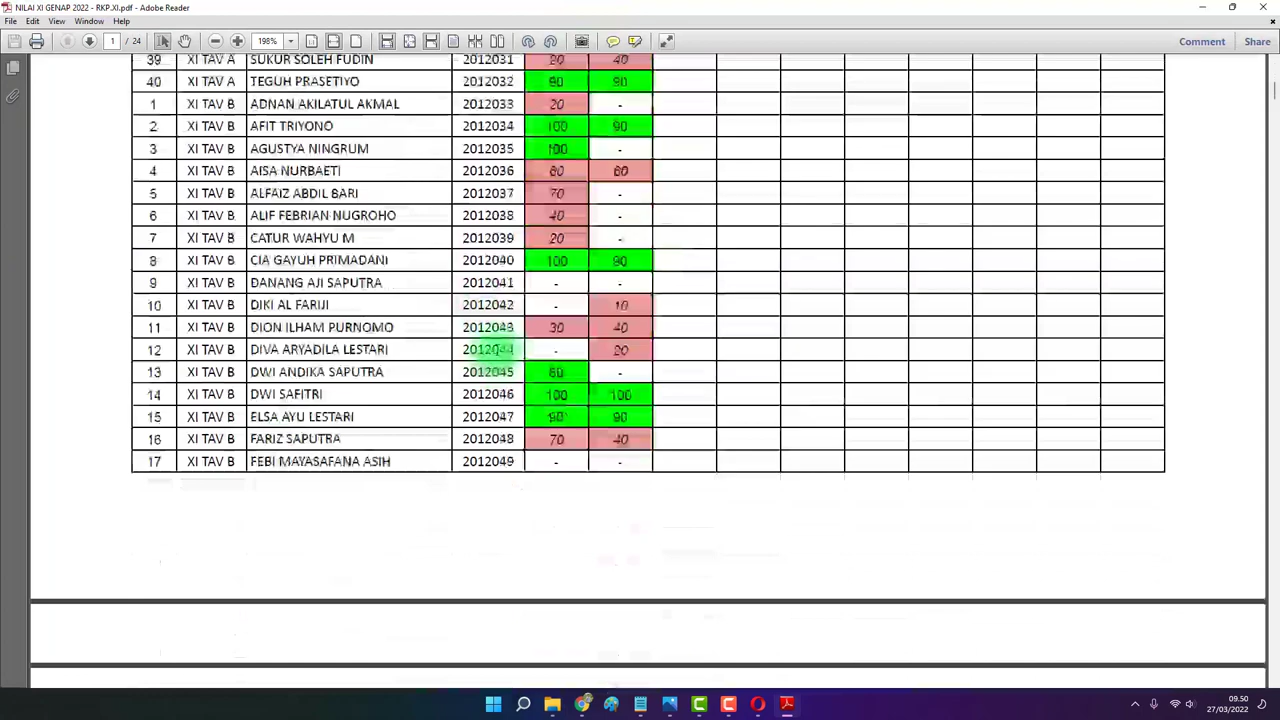 NILAI XI GENAP 2022 - RKP.XI.pdf - Adobe Reader
File Edit View Window Help
1 / 24 198% Comment Share
39 XI TAV A SUKUR SOLEH FUDIN 2012031 40
40 XI TAV A TEGUH PRASETIYO 2012032 90
1 XI TAV B ADNAN AKILATUL AKMAL 2012033 20 -
2 XI TAV B AFIT TRIYONO 2012034 100 90
3 XI TAV B AGUSTYA NINGRUM 2012035 100 -
4 XI TAV B AISA NURBAETI 2012036
5 XI TAV B ALFAIZ ABDIL BARI 2012037 70 -
6 XI TAV B ALIF FEBRIAN NUGROHO 2012038 40 -
7 XI TAV B CATUR WAHYU M 2012039 20 -
8 XI TAV B CIA GAYUH PRIMADANI 2012040 100 90
9 XI TAV B DANANG AJI SAPUTRA 2012041 - -
10 XI TAV B DIKI AL FARIJI 2012042 - 10
11 XI TAV B DION ILHAM PURNOMO 2012043 30 40
12 XI TAV B DIVA ARYADILA LESTARI 2012044 -
13 XI TAV B DWI ANDIKA SAPUTRA 2012045 -
14 XI TAV B DWI SAFITRI 2012046 100 100
15 XI TAV B ELSA AYU LESTARI 2012047 90 90
16 XI TAV B FARIZ SAPUTRA 2012048 70 40
17 XI TAV B FEBI MAYASAFANA ASIH 2012049 - -
09.50
27/03/2022